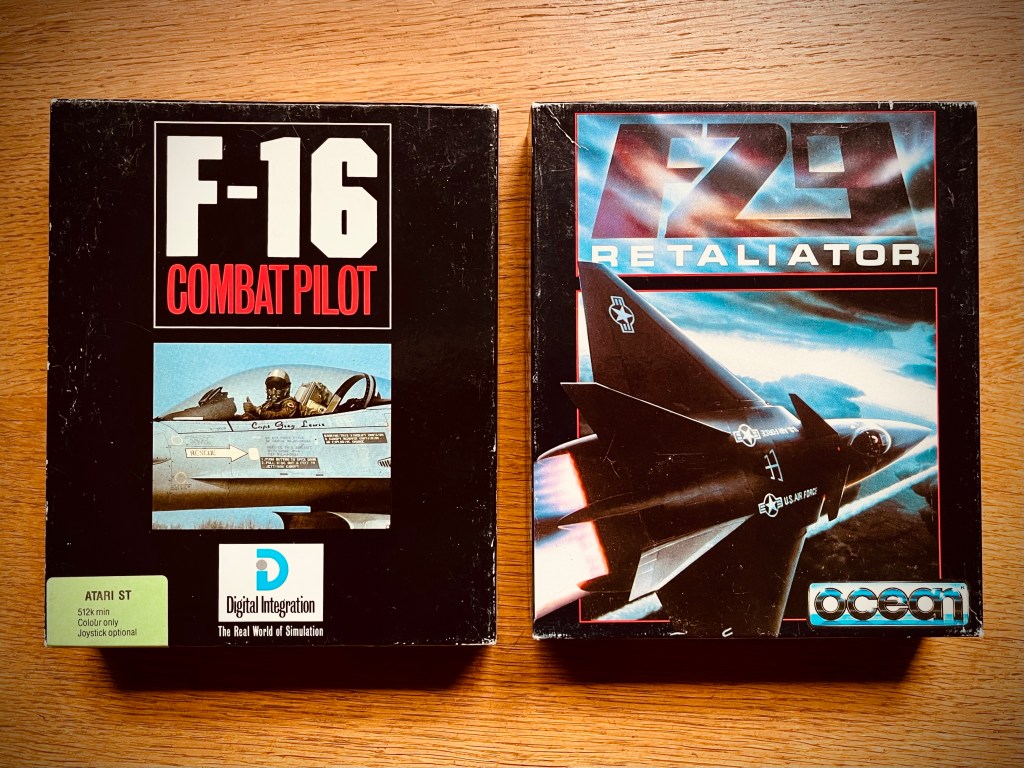 F-16
COMBAT PILOT
Capt Greg Lewis
RESCUE
ATARI ST
512k min
Colour only
Joystick optional
Digital Integration
The Real World of Simulation
F29
RETALIATOR
U.S. AIR FORCE
ocean